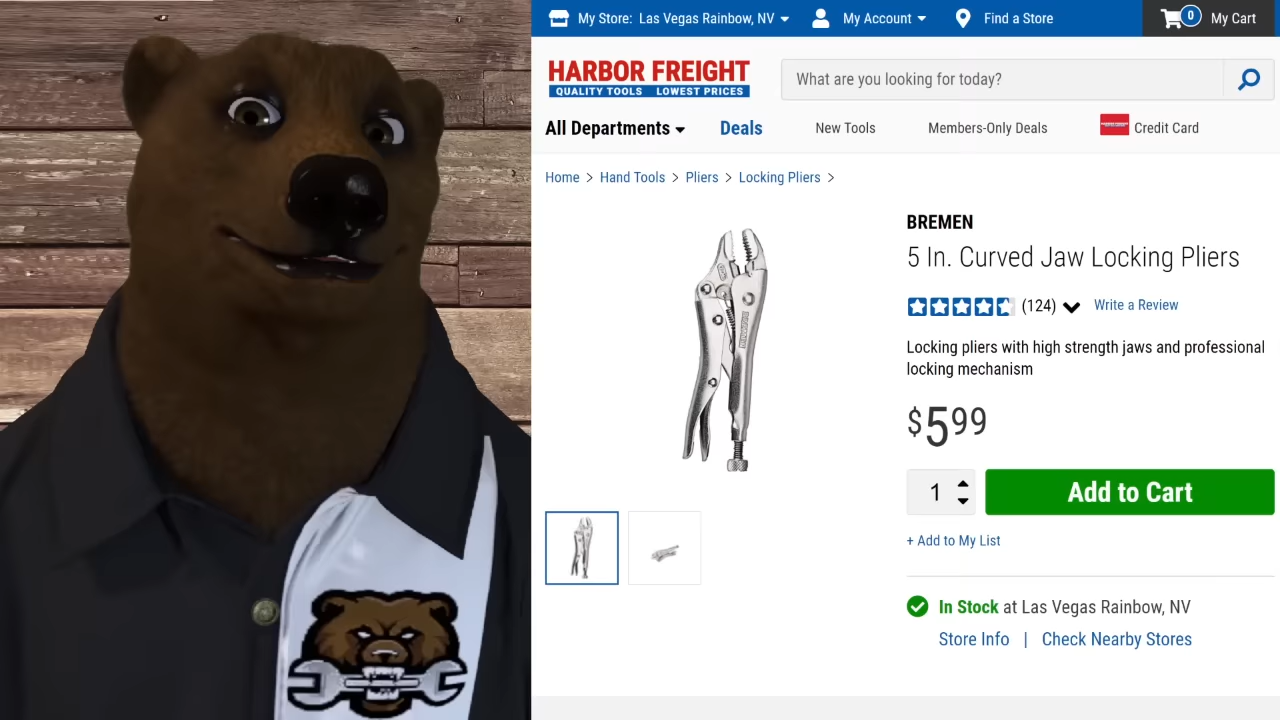 My Store: Las Vegas Rainbow, NV
My Account
Find a Store
0
My Cart
HARBOR FREIGHT
QUALITY TOOLS LOWEST PRICES
What are you looking for today?
All Departments
Deals
New Tools
Members-Only Deals
Credit Card
Home > Hand Tools > Pliers > Locking Pliers >
BREMEN
5 In. Curved Jaw Locking Pliers
(124)
Write a Review
Locking pliers with high strength jaws and professional
locking mechanism
$599
1
Add to Cart
+ Add to My List
In Stock at Las Vegas Rainbow, NV
Store Info | Check Nearby Stores